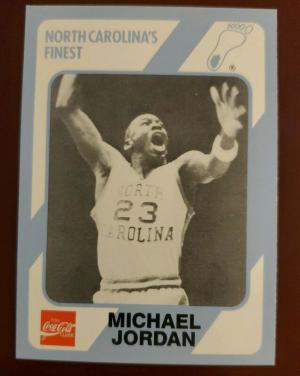 NORTH CAROLINA'S
FINEST
®
NORTH
23
CAROLINA
Coca-Cola
MICHAEL
JORDAN